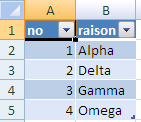 A B
1 no raison
2 1 Alpha
3 2 Delta
4 3 Gamma
5 4 Omega